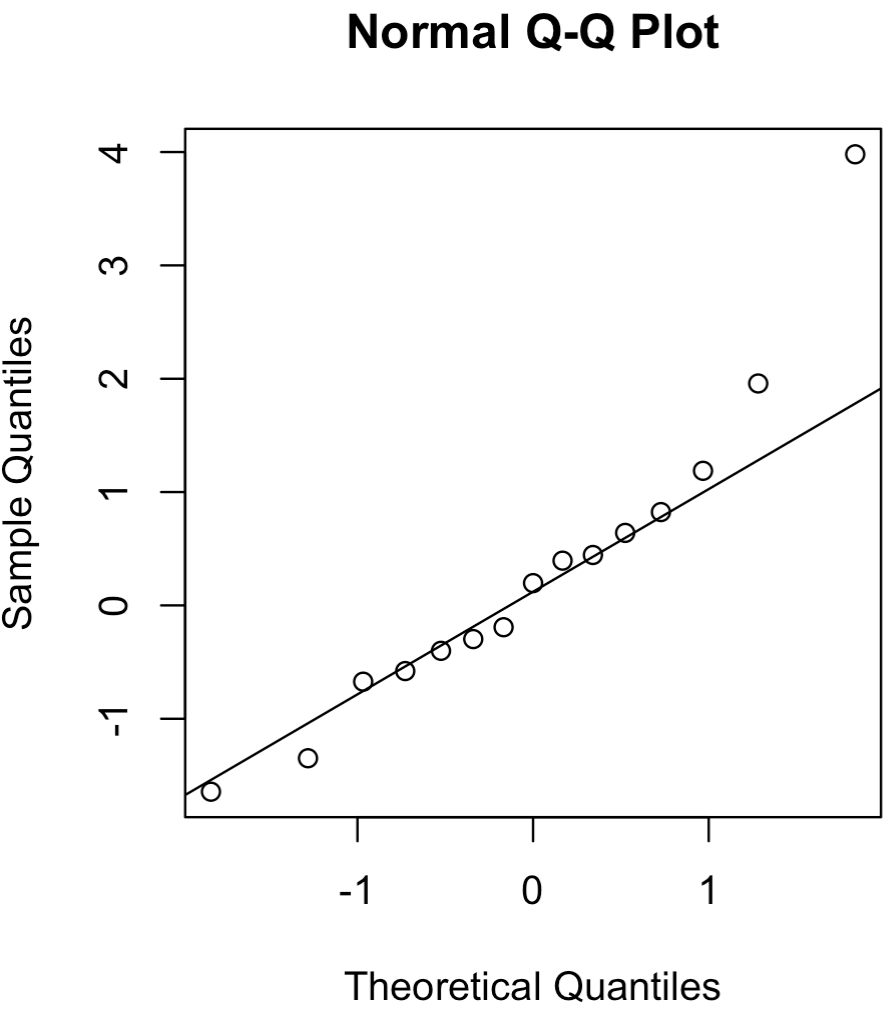 Normal Q-Q Plot
4
3
2
1
0
-1
Sample Quantiles
-1 0 1
Theoretical Quantiles